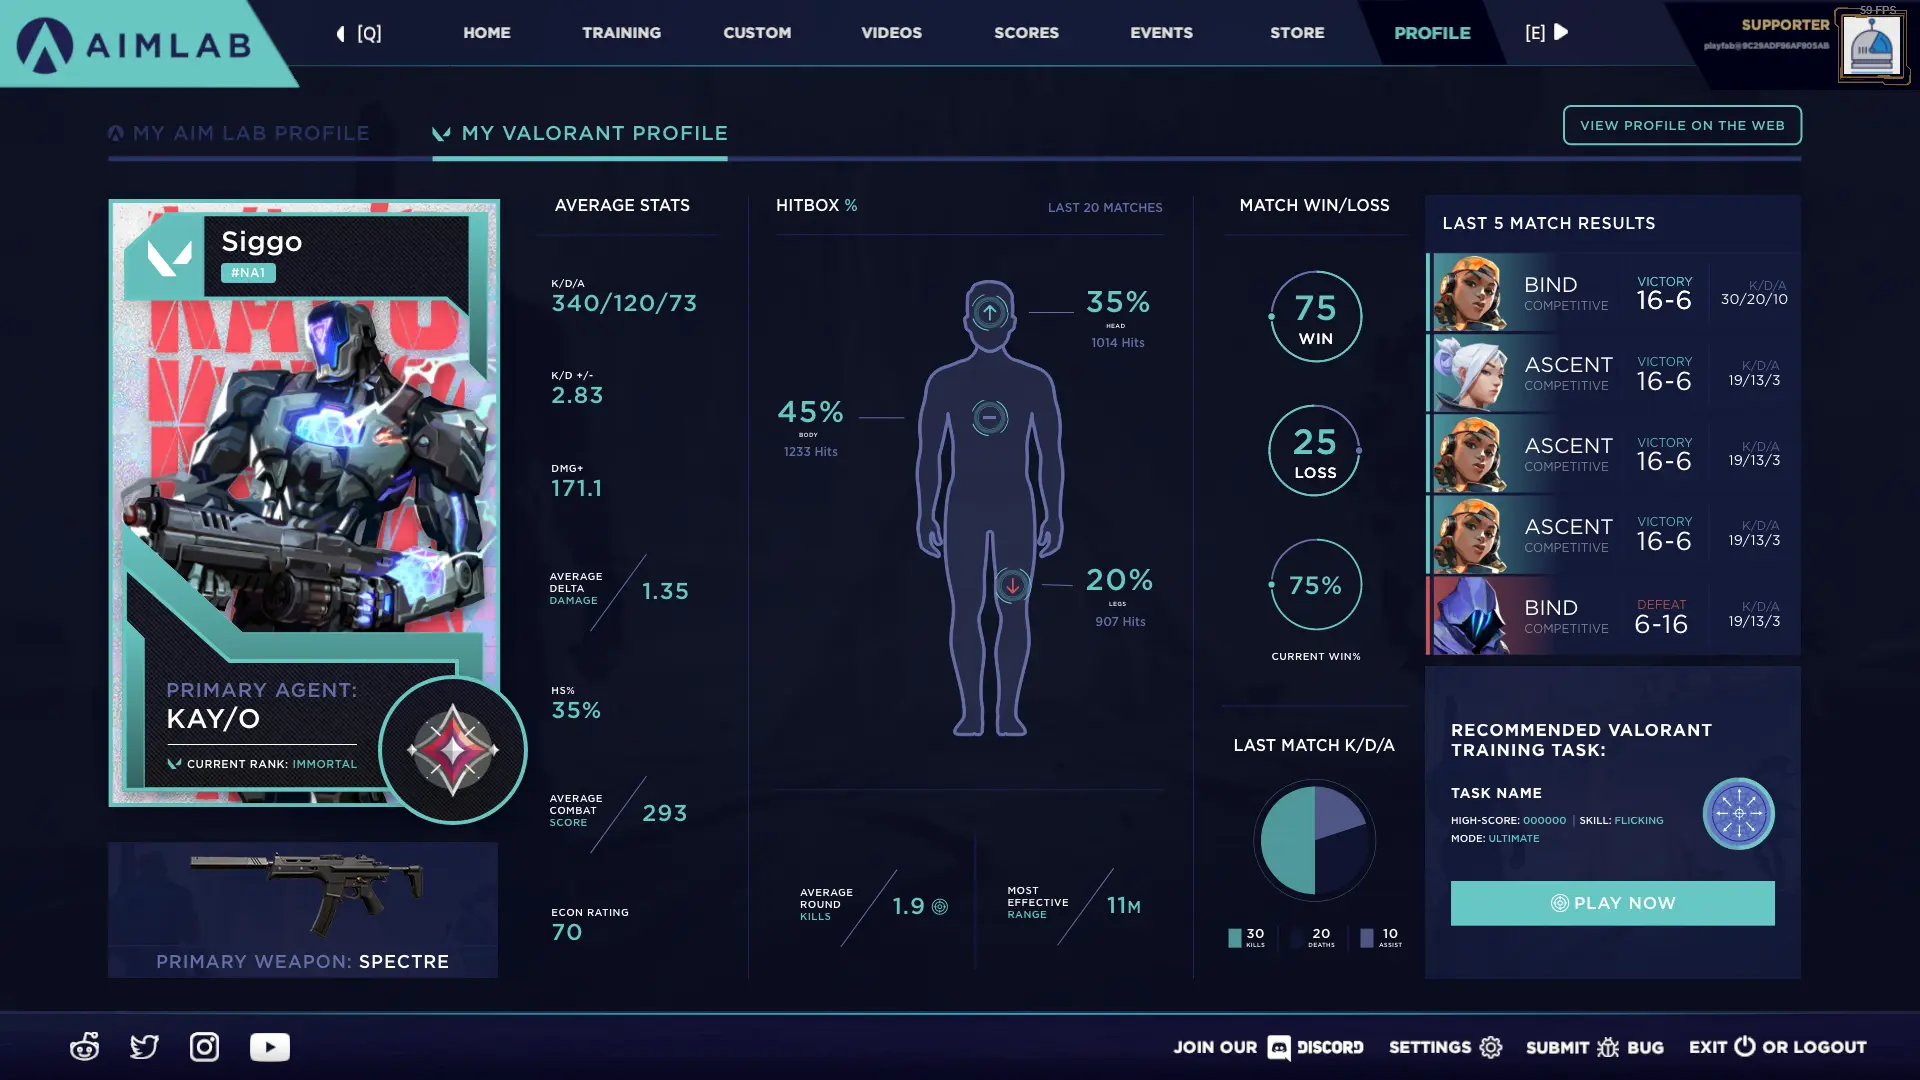 AIMLAB
[Q]
HOME
TRAINING
CUSTOM
VIDEOS
SCORES
EVENTS
STORE
PROFILE
[E]
59 FPS
SUPPORTER
playfab@9C29ADF96AF905AB
MY AIM LAB PROFILE
MY VALORANT PROFILE
VIEW PROFILE ON THE WEB
Siggo
#NA1
PRIMARY AGENT:
KAY/O
CURRENT RANK: IMMORTAL
PRIMARY WEAPON: SPECTRE
AVERAGE STATS
K/D/A
340/120/73
K/D +/-
2.83
DMG+
171.1
AVERAGE
DELTA
DAMAGE
1.35
HS%
35%
AVERAGE
COMBAT
SCORE
293
ECON RATING
70
HITBOX %
LAST 20 MATCHES
35%
HEAD
1014 Hits
45%
BODY
1233 Hits
20%
LEGS
907 Hits
AVERAGE
ROUND
KILLS
1.9
MOST
EFFECTIVE
RANGE
11M
MATCH WIN/LOSS
75
WIN
25
LOSS
75%
CURRENT WIN%
LAST MATCH K/D/A
30
KILLS
20
DEATHS
10
ASSIST
LAST 5 MATCH RESULTS
BIND
COMPETITIVE
VICTORY
16-6
K/D/A
30/20/10
ASCENT
COMPETITIVE
VICTORY
16-6
K/D/A
19/13/3
ASCENT
COMPETITIVE
VICTORY
16-6
K/D/A
19/13/3
ASCENT
COMPETITIVE
VICTORY
16-6
K/D/A
19/13/3
BIND
COMPETITIVE
DEFEAT
6-16
K/D/A
19/13/3
RECOMMENDED VALORANT
TRAINING TASK:
TASK NAME
HIGH-SCORE: 000000 | SKILL: FLICKING
MODE: ULTIMATE
PLAY NOW
JOIN OUR DISCORD
SETTINGS
SUBMIT BUG
EXIT OR LOGOUT